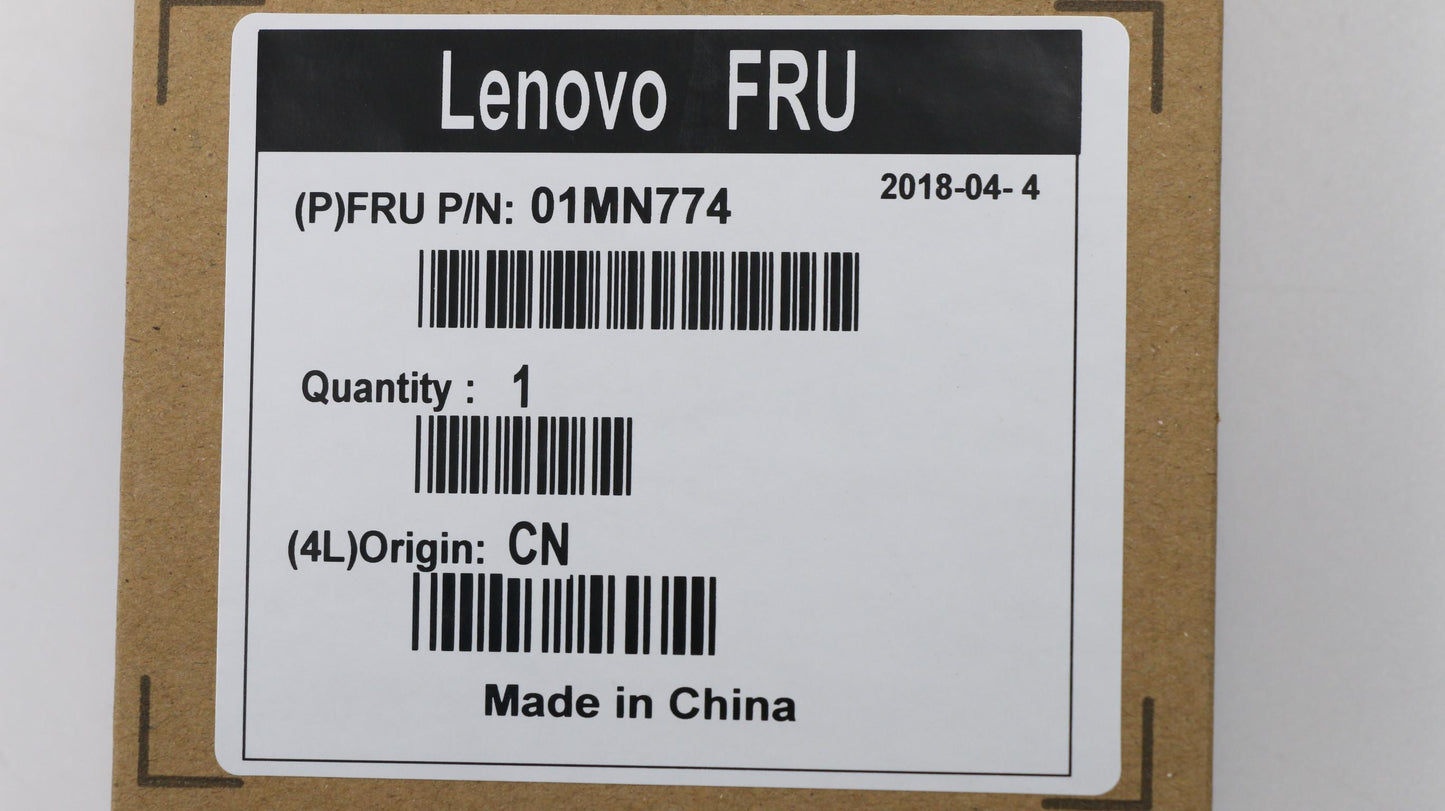 Lenovo FRU
2018-04- 4
(P)FRU P/N: 01MN774
Quantity : 1
(4L)Origin: CN
Made in China